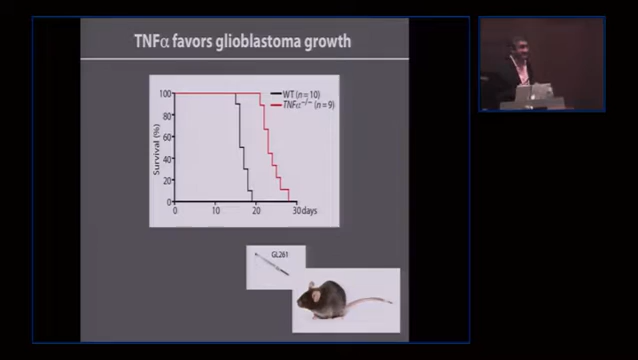 TNFα favors glioblastoma growth
WT (n=10)
TNFα-/- (n=9)
Survival (%)
100
80
60
40
20
0
0 10 20 30 days
GL261